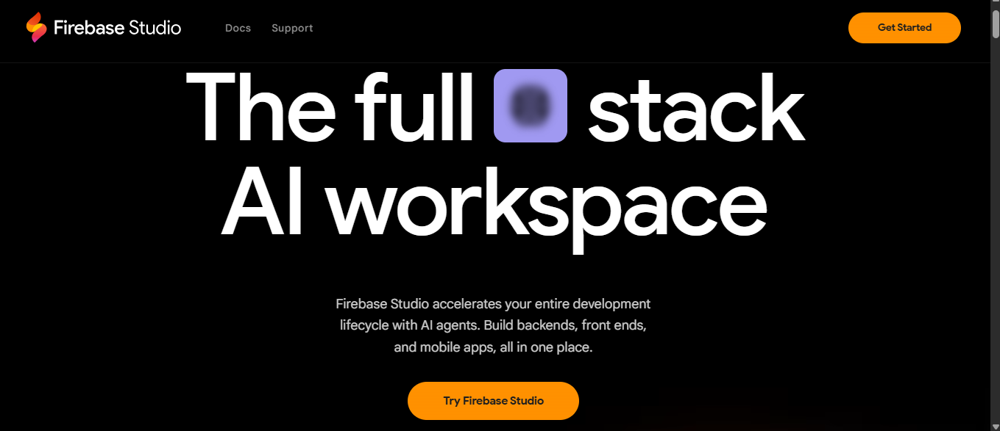 Firebase Studio
Docs
Support
Get Started
The full stack
AI workspace
Firebase Studio accelerates your entire development
lifecycle with AI agents. Build backends, front ends,
and mobile apps, all in one place.
Try Firebase Studio